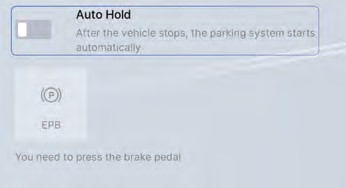 Auto Hold
After the vehicle stops, the parking system starts
automatically
(P)
EPB
You need to press the brake pedal